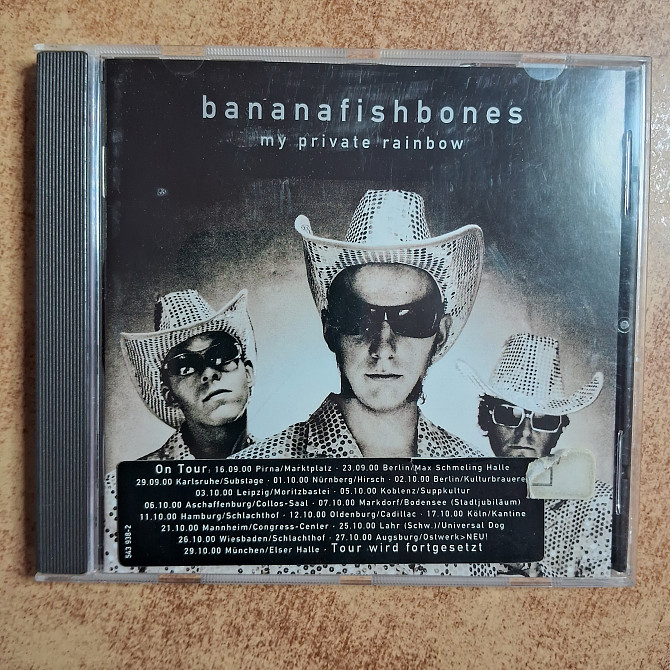 bananafishbones
my private rainbow
On Tour: 16.09.00 Pirna/Marktplatz · 23.09.00 Berlin/Max Schmeling Halle
29.09.00 Karlsruhe/Substage · 01.10.00 Nürnberg/Hirsch · 02.10.00 Berlin/Kulturbrauere
03.10.00 Leipzig/Moritzbastei · 05.10.00 Koblenz/Suppkultur
06.10.00 Aschaffenburg/Collos-Saal · 07.10.00 Markdorf/Bodensee (Stadtjubiläum)
11.10.00 Hamburg/Schlachthof · 12.10.00 Oldenburg/Cadillac · 17.10.00 Köln/Kantine
21.10.00 Mannheim/Congress-Center · 25.10.00 Lahr (Schw.)/Universal Dog
26.10.00 Wiesbaden/Schlachthof · 27.10.00 Augsburg/Ostwerk>NEU!
29.10.00 München/Elser Halle · Tour wird fortgesetzt
543 938-2